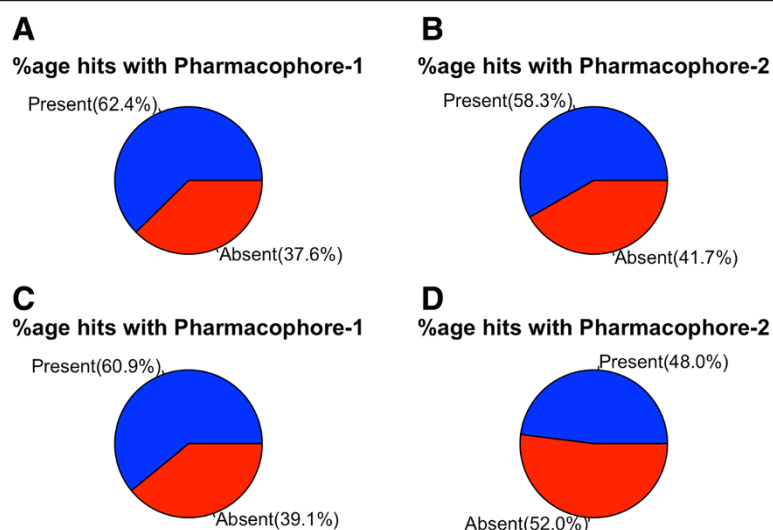 A
%age hits with Pharmacophore-1
Present(62.4%)
Absent(37.6%)
B
%age hits with Pharmacophore-2
Present(58.3%)
Absent(41.7%)
C
%age hits with Pharmacophore-1
Present(60.9%)
Absent(39.1%)
D
%age hits with Pharmacophore-2
Present(48.0%)
Absent(52.0%)